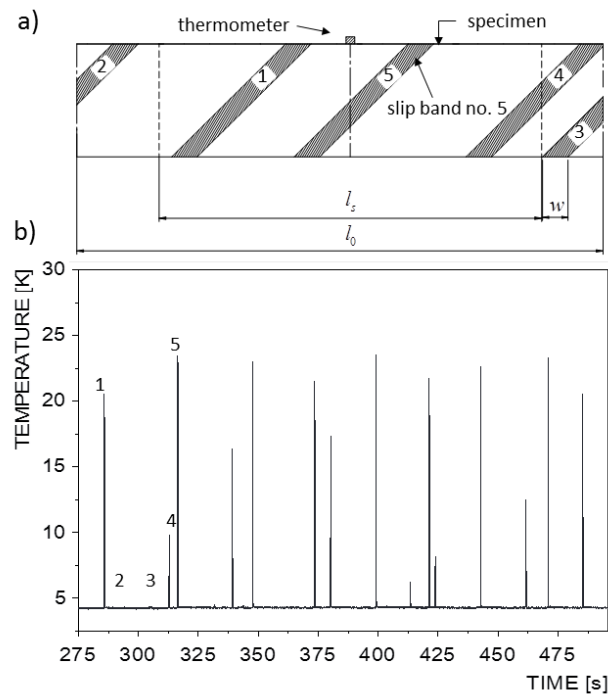 a)
thermometer
specimen
2
1
5
4
3
slip band no. 5
l_s
w
l_0
b)
TEMPERATURE [K]
30
25
20
15
10
5
1
2
3
4
5
275 300 325 350 375 400 425 450 475
TIME [s]